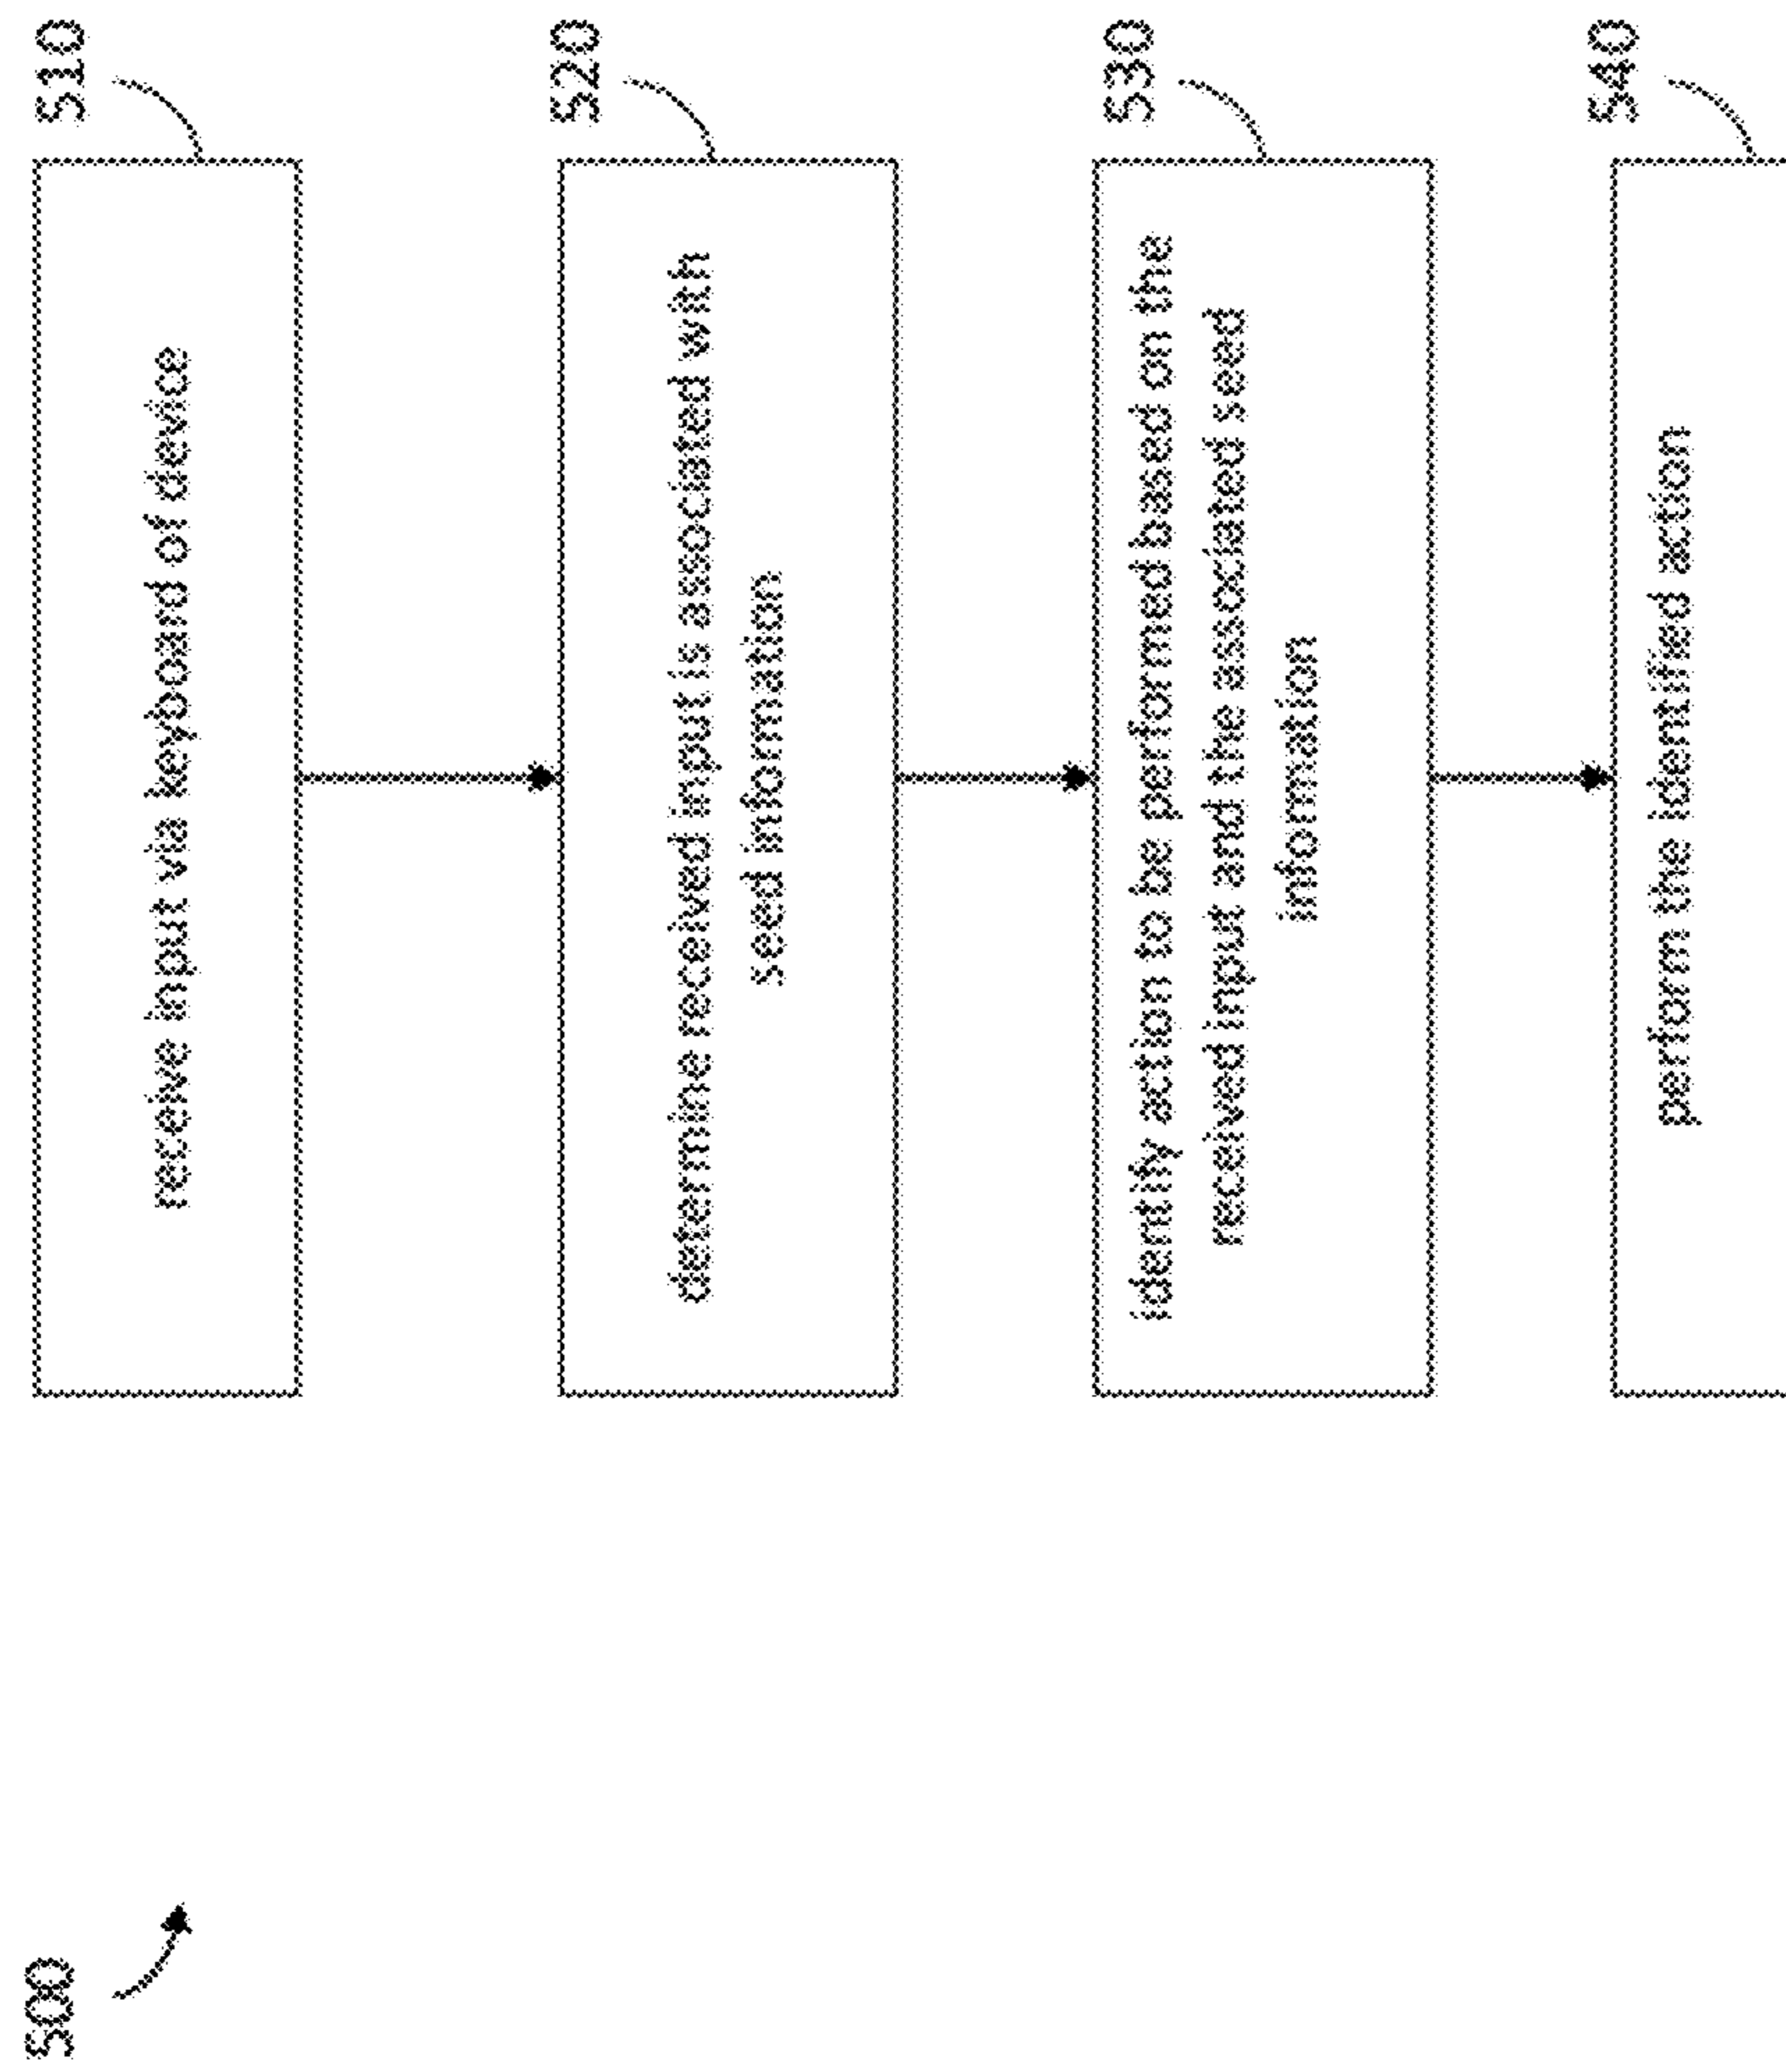 500
510
receive input via keyboard of device
520
determine received input is associated with
seed information
530
identify action to be performed based on the
received input and the associated seed
information
540
perform the identified action